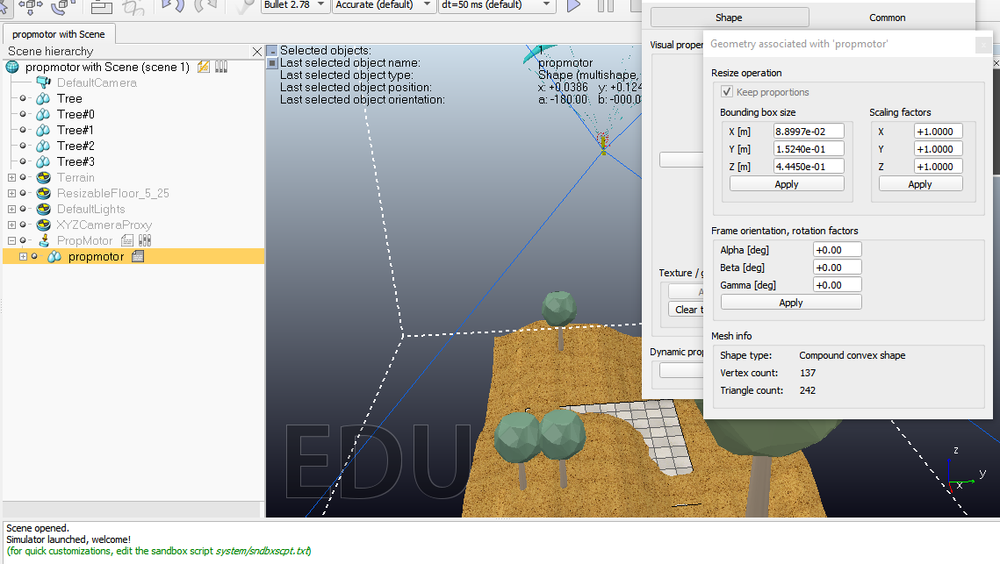 Bullet 2.78
Accurate (default)
dt=50 ms (default)
propmotor with Scene
Scene hierarchy
propmotor with Scene (scene 1)
DefaultCamera
Tree
Tree#0
Tree#1
Tree#2
Tree#3
Terrain
ResizableFloor_5_25
DefaultLights
XYZCameraProxy
PropMotor
propmotor
Selected objects: 1
Last selected object name: propmotor
Last selected object type: Shape (multishape,
Last selected object position: x: +0.0386 y: +0.124
Last selected object orientation: a: -180.00 b: -000.0
EDU
Shape
Common
Visual proper
Texture / g
Clear t
Dynamic prop
Geometry associated with 'propmotor'
Resize operation
Keep proportions
Bounding box size
X [m] 8.8997e-02
Y [m] 1.5240e-01
Z [m] 4.4450e-01
Apply
Scaling factors
X +1.0000
Y +1.0000
Z +1.0000
Apply
Frame orientation, rotation factors
Alpha [deg] +0.00
Beta [deg] +0.00
Gamma [deg] +0.00
Apply
Mesh info
Shape type: Compound convex shape
Vertex count: 137
Triangle count: 242
z
y
x
Scene opened.
Simulator launched, welcome!
(for quick customizations, edit the sandbox script system/sndbxscpt.txt)